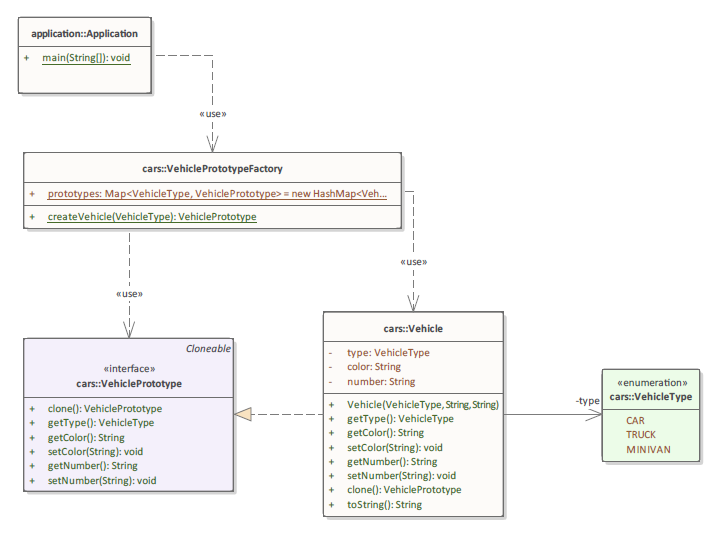 application::Application
+ main(String[]): void
«use»
cars::VehiclePrototypeFactory
+ prototypes: Map<VehicleType, VehiclePrototype> = new HashMap<Veh...
+ createVehicle(VehicleType): VehiclePrototype
«use»
«use»
Cloneable
«interface»
cars::VehiclePrototype
+ clone(): VehiclePrototype
+ getType(): VehicleType
+ getColor(): String
+ setColor(String): void
+ getNumber(): String
+ setNumber(String): void
cars::Vehicle
- type: VehicleType
- color: String
- number: String
+ Vehicle(VehicleType, String, String)
+ getType(): VehicleType
+ getColor(): String
+ setColor(String): void
+ getNumber(): String
+ setNumber(String): void
+ clone(): VehiclePrototype
+ toString(): String
-type
«enumeration»
cars::VehicleType
CAR
TRUCK
MINIVAN